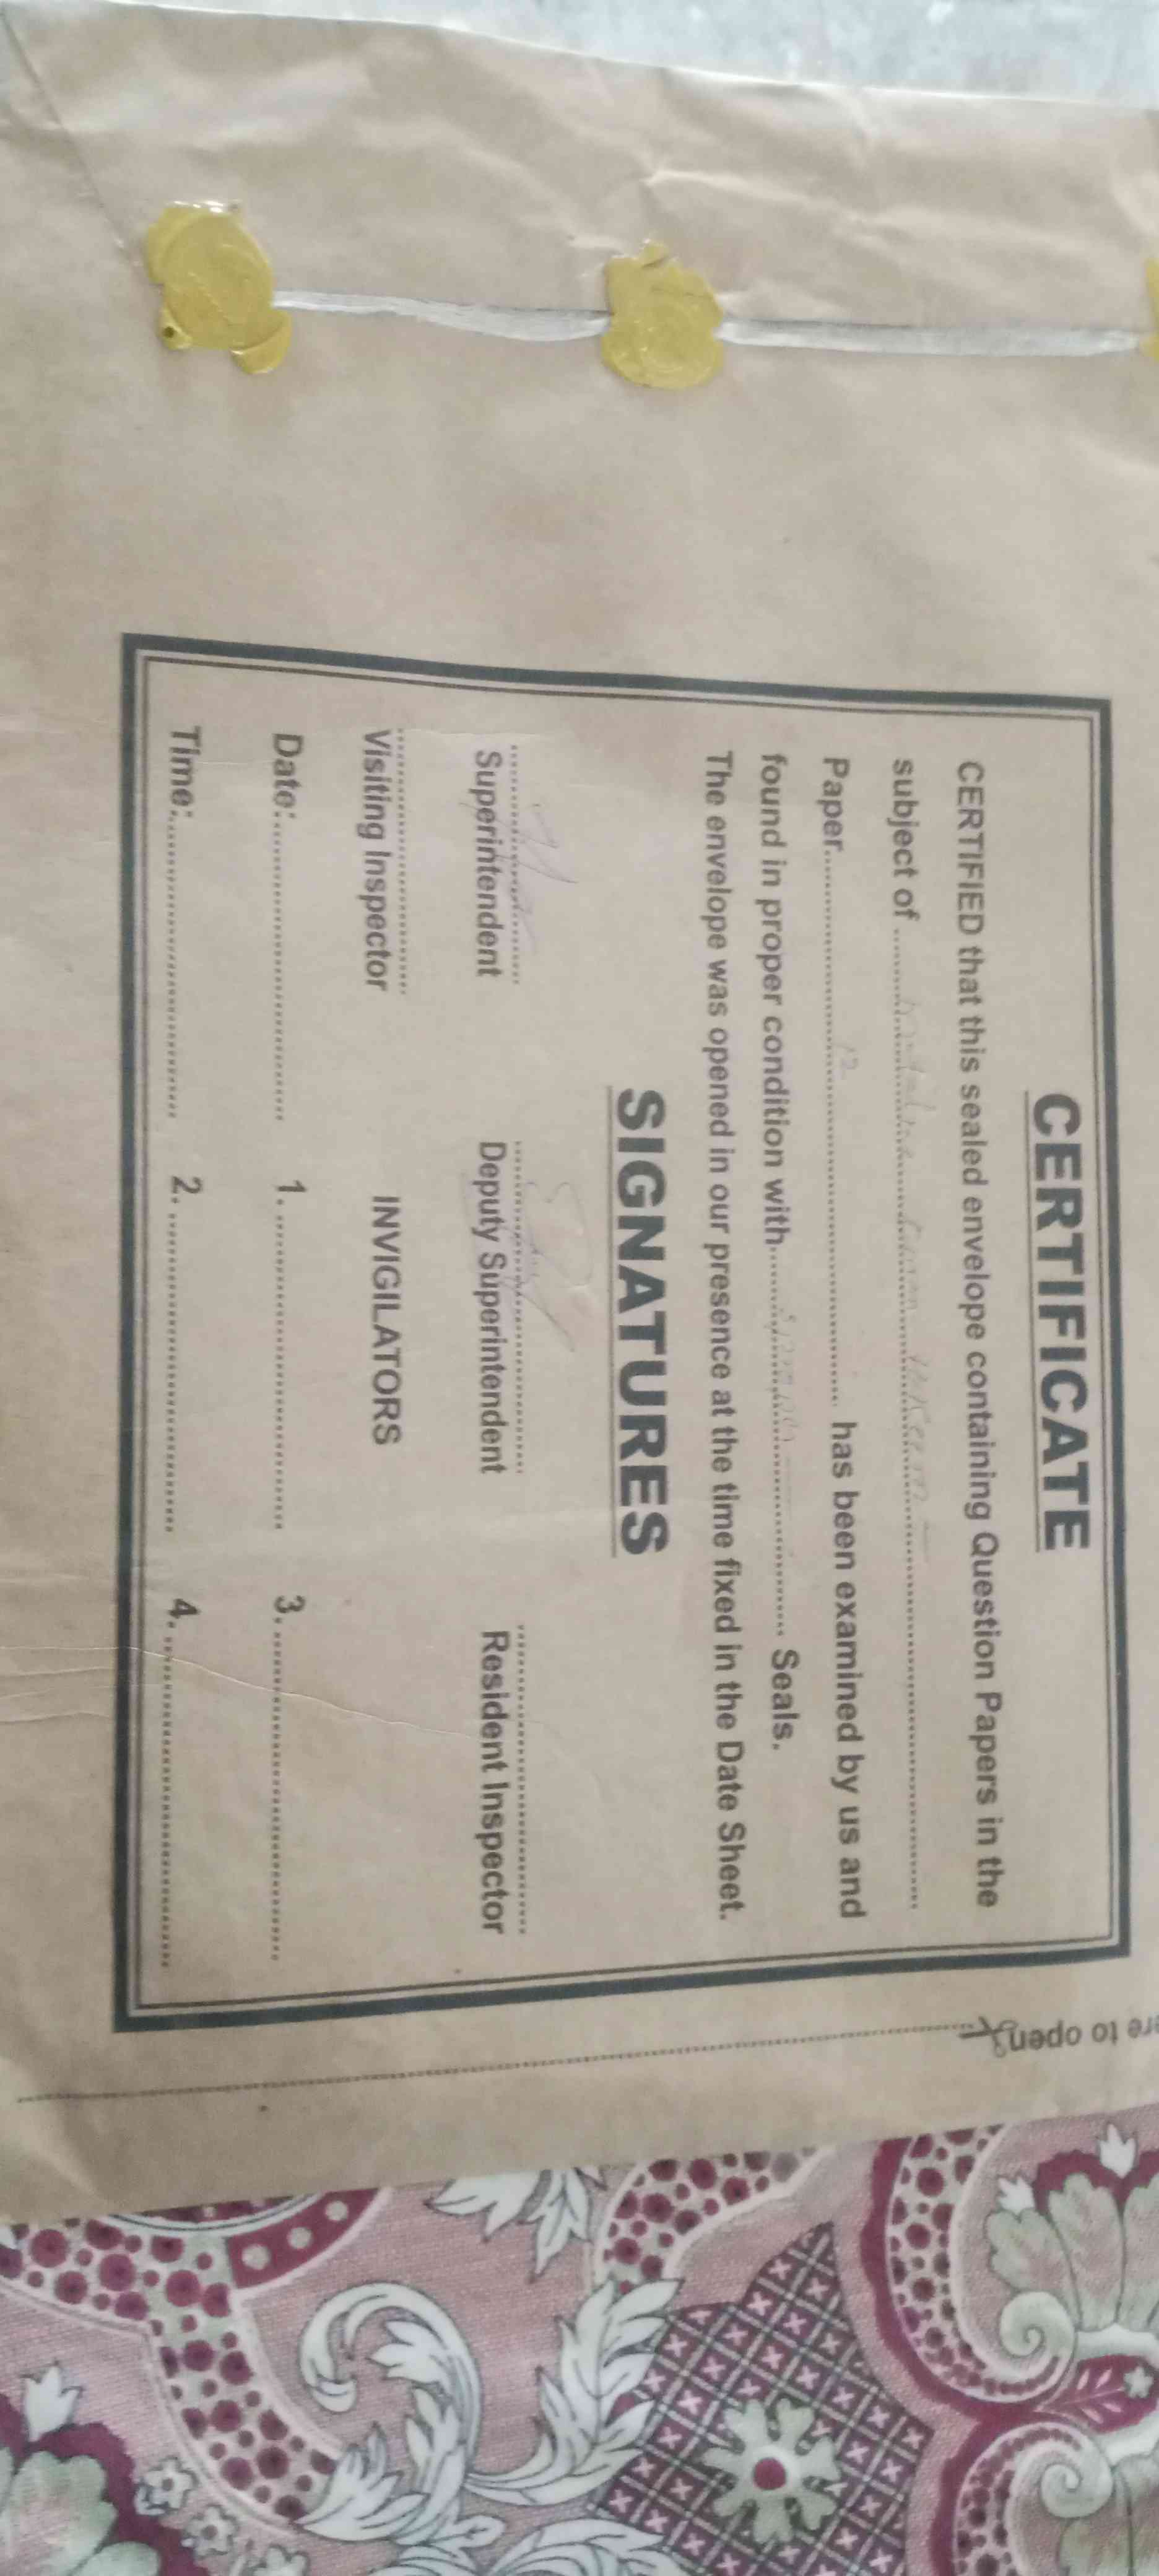 CERTIFICATE
CERTIFIED that this sealed envelope containing Question Papers in the
subject of ..........
Paper.......... has been examined by us and
found in proper condition with.......... Seals.
The envelope was opened in our presence at the time fixed in the Date Sheet.
SIGNATURES
Superintendent Deputy Superintendent Resident Inspector
Visiting Inspector INVIGILATORS
Date:.......... 1. .......... 3. ..........
Time:.......... 2. .......... 4. ..........
to open